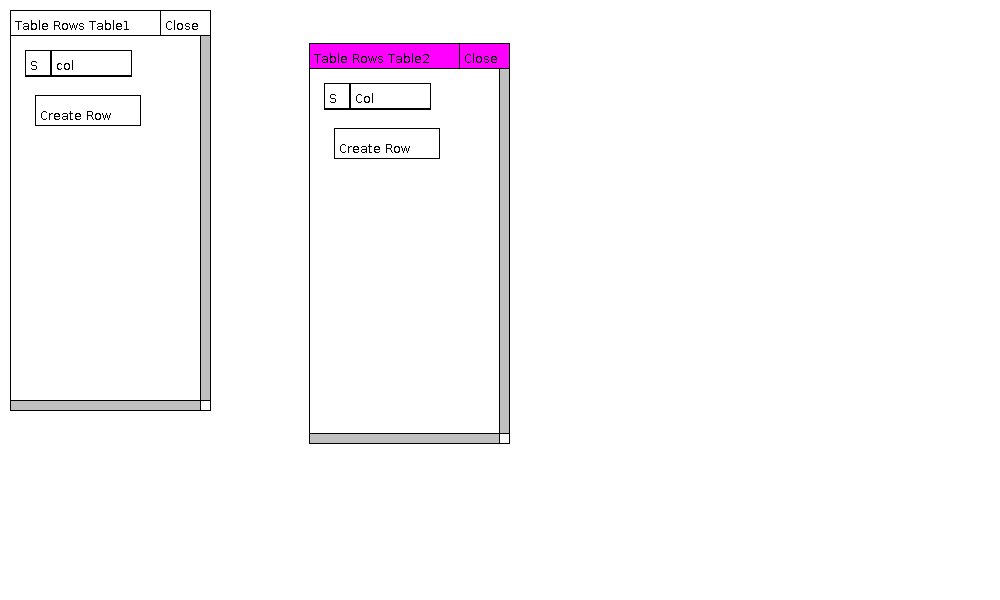 Table Rows Table1 Close
S col
Create Row
Table Rows Table2 Close
S Col
Create Row